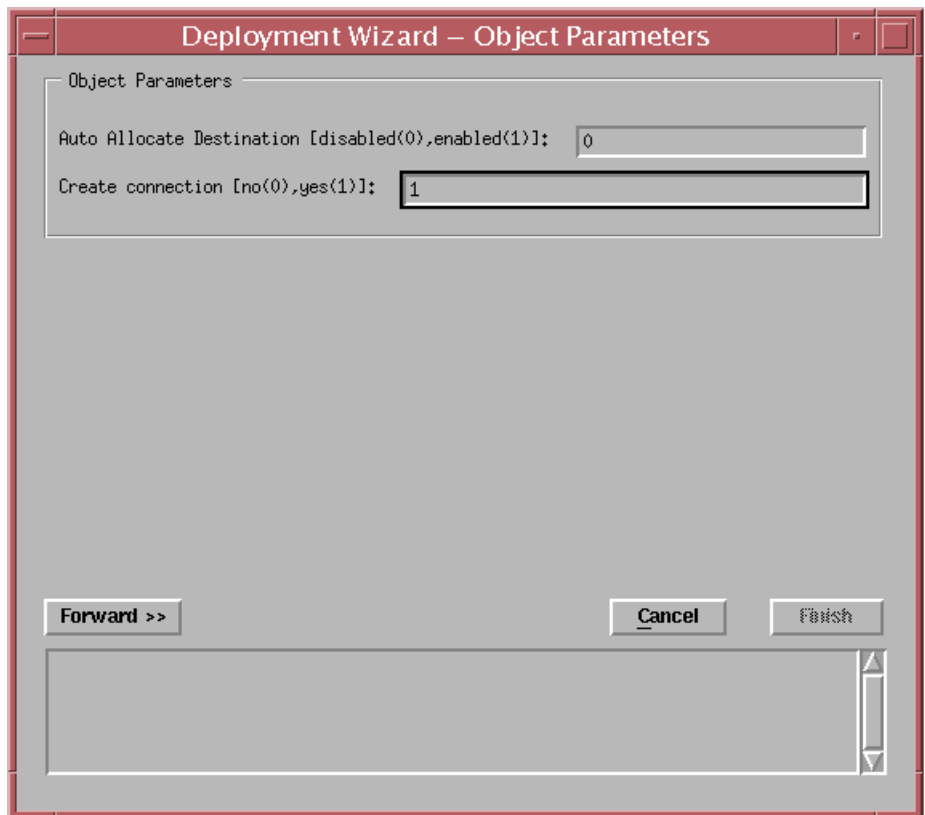 Deployment Wizard – Object Parameters
Object Parameters
Auto Allocate Destination [disabled(0),enabled(1)]: 0
Create connection [no(0),yes(1)]: 1
Forward >> Cancel Finish